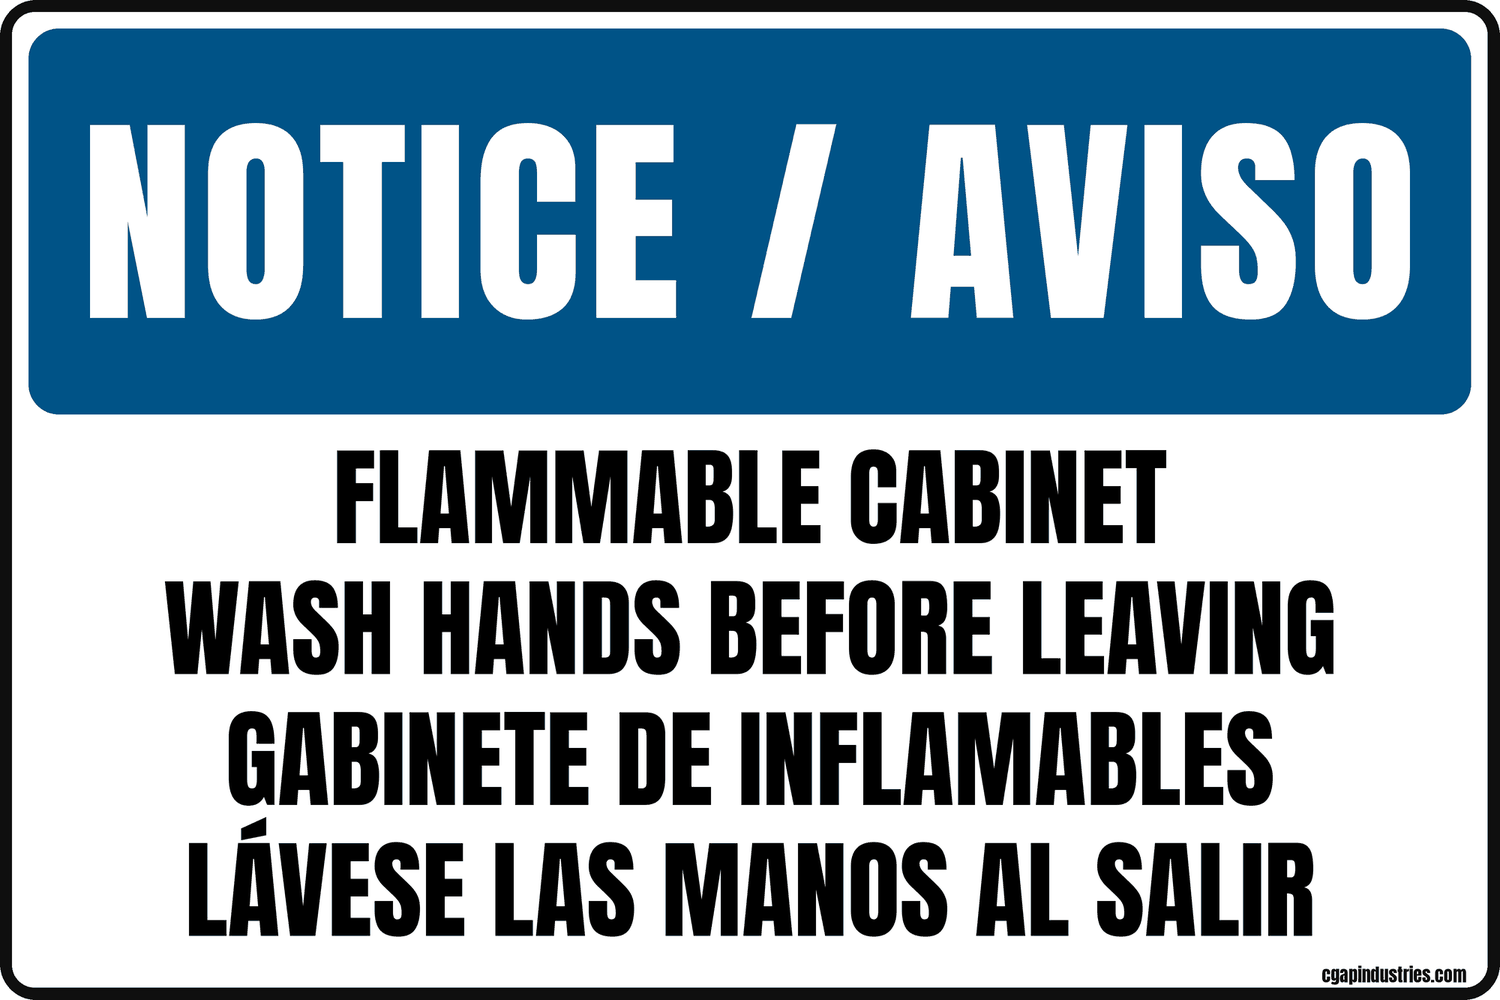 NOTICE / AVISO
FLAMMABLE CABINET
WASH HANDS BEFORE LEAVING
GABINETE DE INFLAMABLES
LÁVESE LAS MANOS AL SALIR
cgapindustries.com